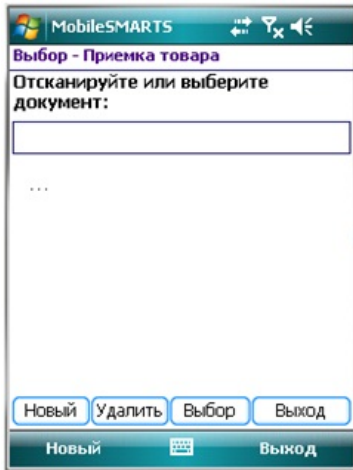 MobileSMARTS
Выбор - Приемка товара
Отсканируйте или выберите
документ:
...
Новый Удалить Выбор Выход
Новый Выход